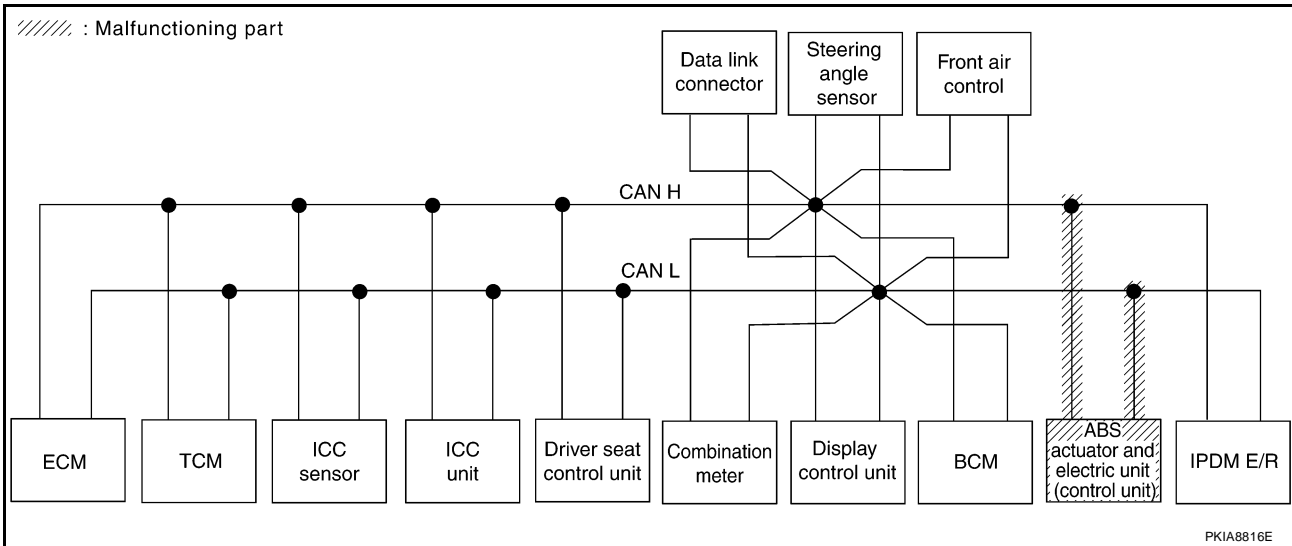 : Malfunctioning part
Data link
connector
Steering
angle
sensor
Front air
control
CAN H
CAN L
ECM
TCM
ICC
sensor
ICC
unit
Driver seat
control unit
Combination
meter
Display
control unit
BCM
ABS
actuator and
electric unit
(control unit)
IPDM E/R
PKIA8816E